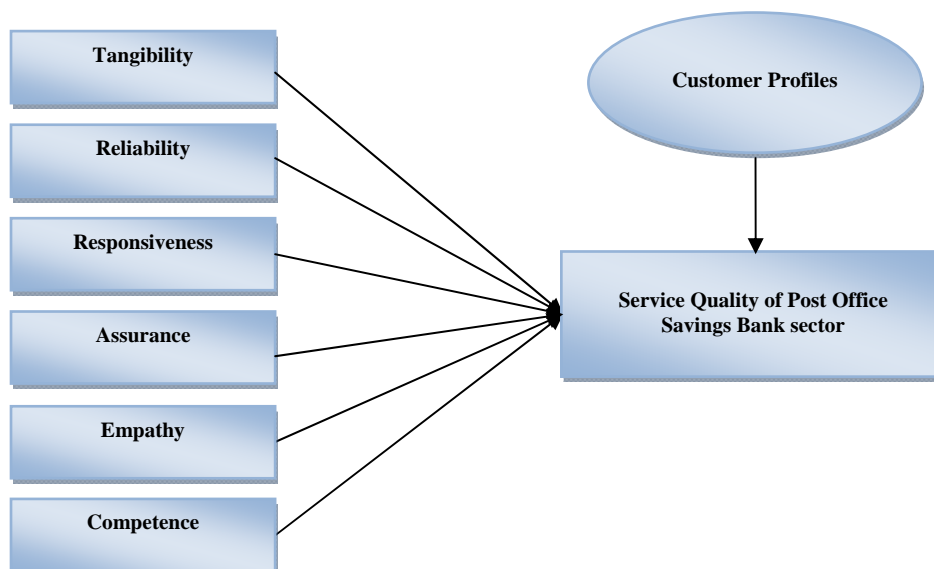 Tangibility
Reliability
Responsiveness
Assurance
Empathy
Competence
Customer Profiles
Service Quality of Post Office
Savings Bank sector